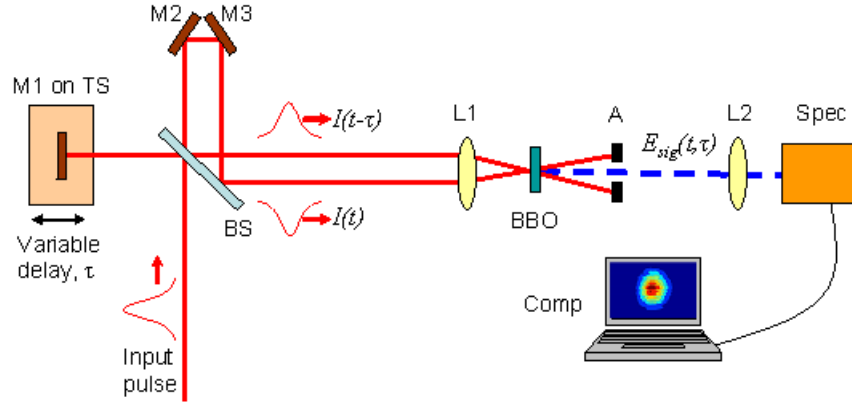 M2 M3
M1 on TS
I(t-τ)
L1
A
E_sig(t,τ)
L2
Spec
BS
I(t)
BBO
Variable
delay, τ
Comp
Input
pulse